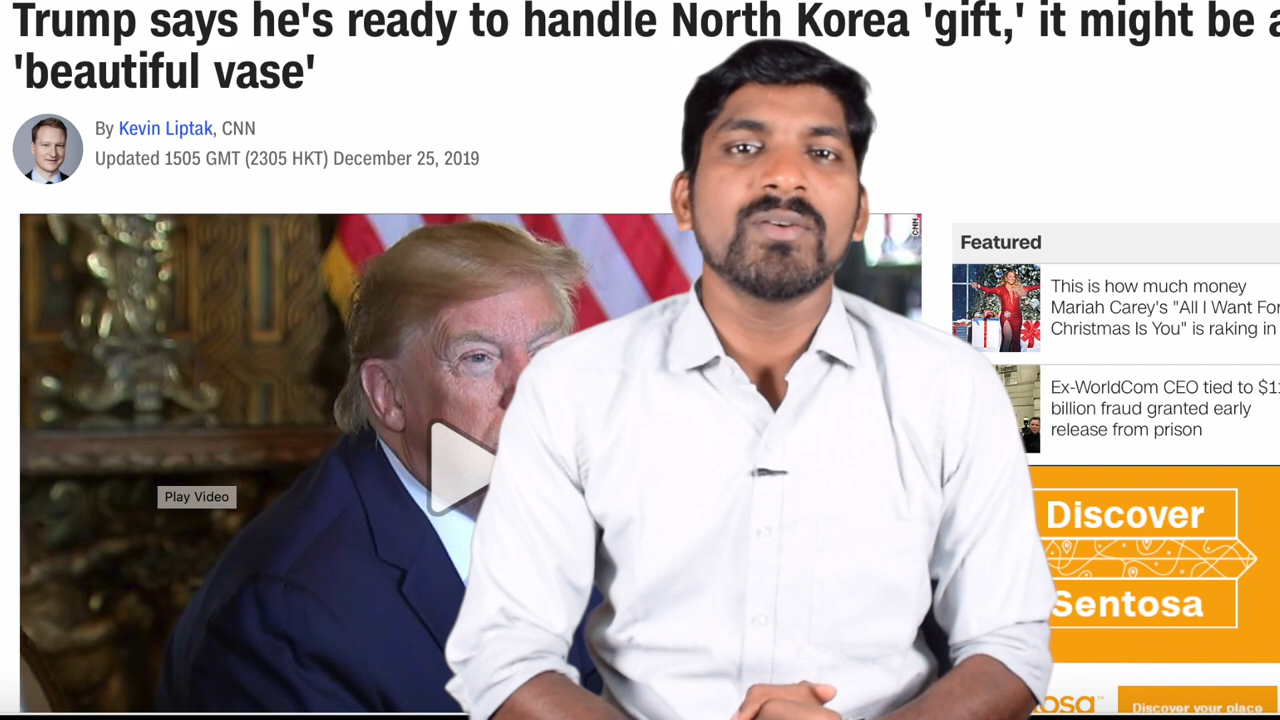 Trump says he's ready to handle North Korea 'gift,' it might be a
'beautiful vase'
By Kevin Liptak, CNN
Updated 1505 GMT (2305 HKT) December 25, 2019
CNN
Play Video
Featured
This is how much money
Mariah Carey's "All I Want For
Christmas Is You" is raking in
Ex-WorldCom CEO tied to $11
billion fraud granted early
release from prison
Discover
Sentosa
osa™
Discover your place